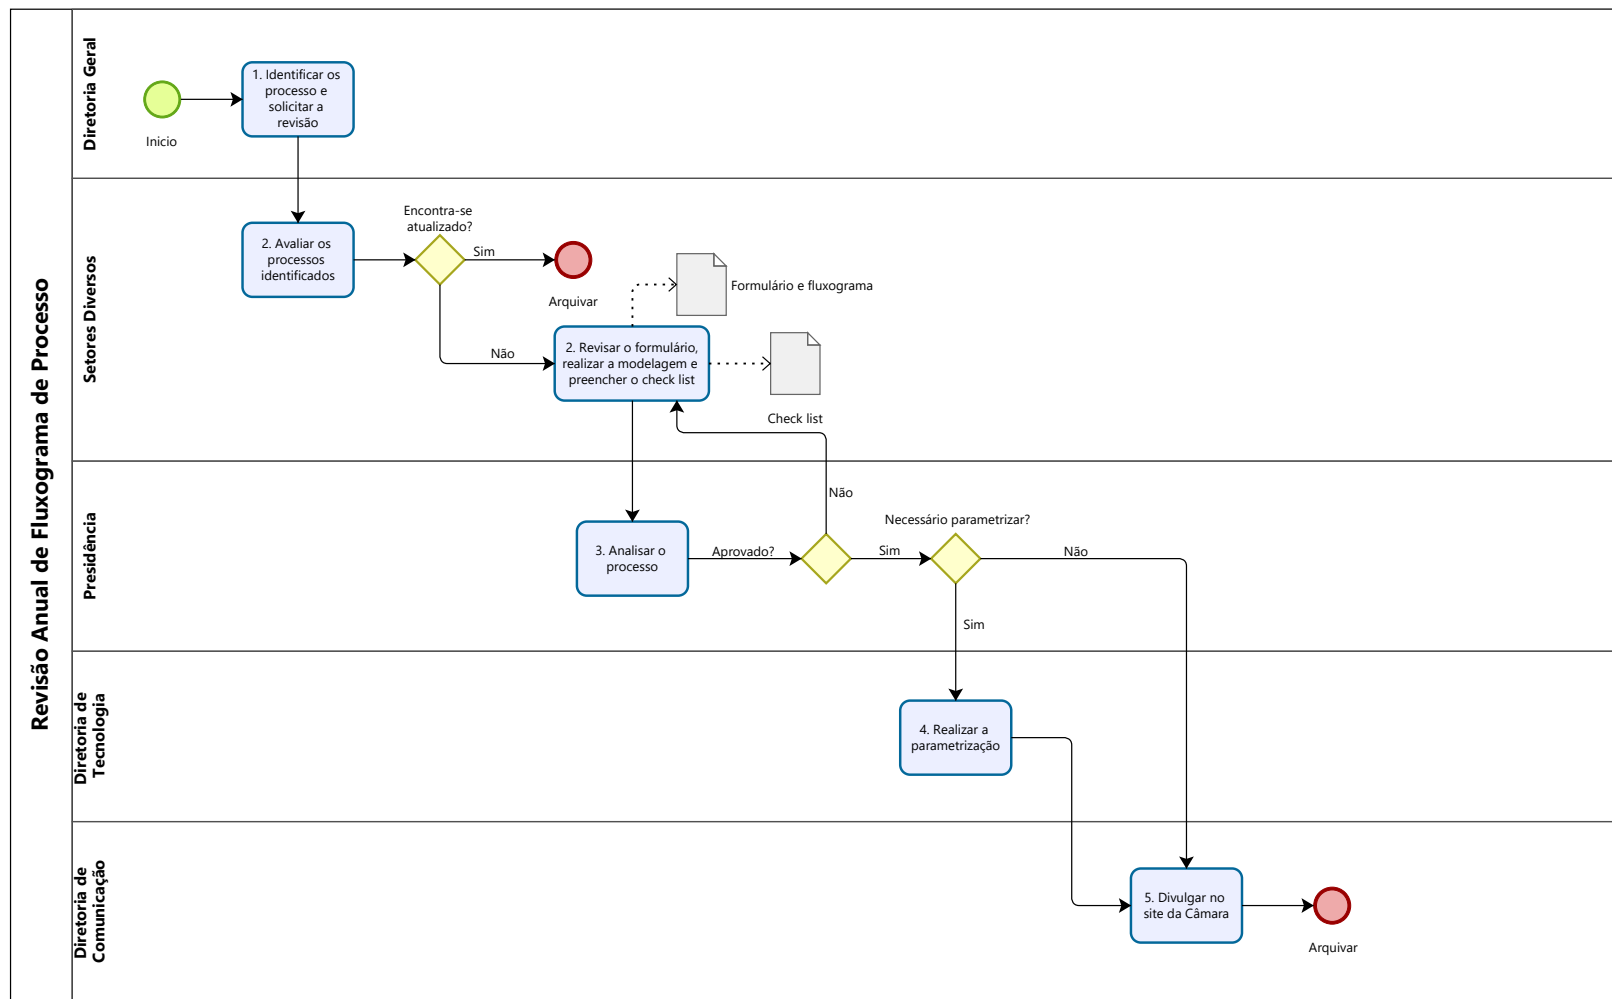 Revisão Anual de Fluxograma de Processo
Diretoria Geral
Inicio
1. Identificar os
processo e
solicitar a
revisão
Setores Diversos
2. Avaliar os
processos
identificados
Encontra-se
atualizado?
Sim
Arquivar
Não
Formulário e fluxograma
2. Revisar o formulário,
realizar a modelagem e
preencher o check list
Check list
Presidência
3. Analisar o
processo
Aprovado?
Não
Sim
Necessário parametrizar?
Não
Sim
Diretoria de
Tecnologia
4. Realizar a
parametrização
Diretoria de
Comunicação
5. Divulgar no
site da Câmara
Arquivar